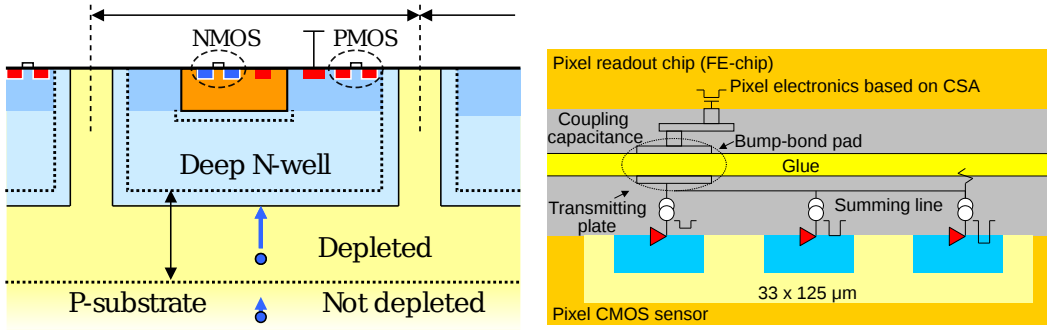 NMOS
PMOS
Deep N-well
Depleted
P-substrate
Not depleted
Pixel readout chip (FE-chip)
Pixel electronics based on CSA
Coupling
capacitance
Bump-bond pad
Glue
Transmitting
plate
Summing line
33 x 125 µm
Pixel CMOS sensor